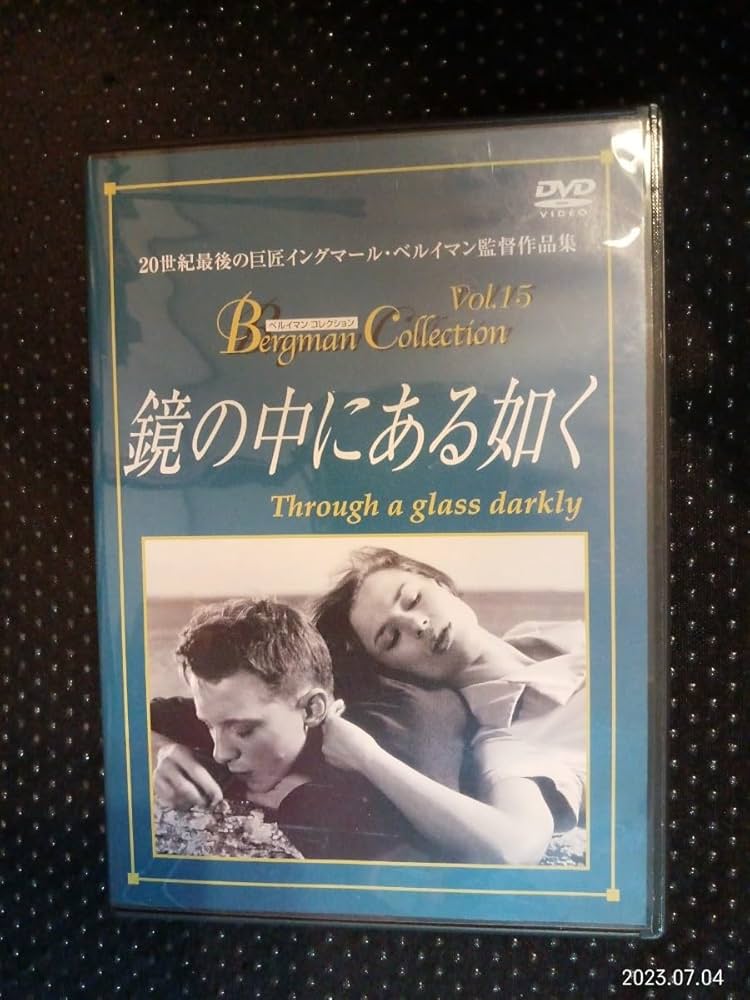 DVD
VIDEO
20世紀最後の巨匠イングマール・ベルイマン監督作品集
Vol.15
ベルイマン・コレクション
Bergman Collection
鏡の中にある如く
Through a glass darkly
2023.07.04